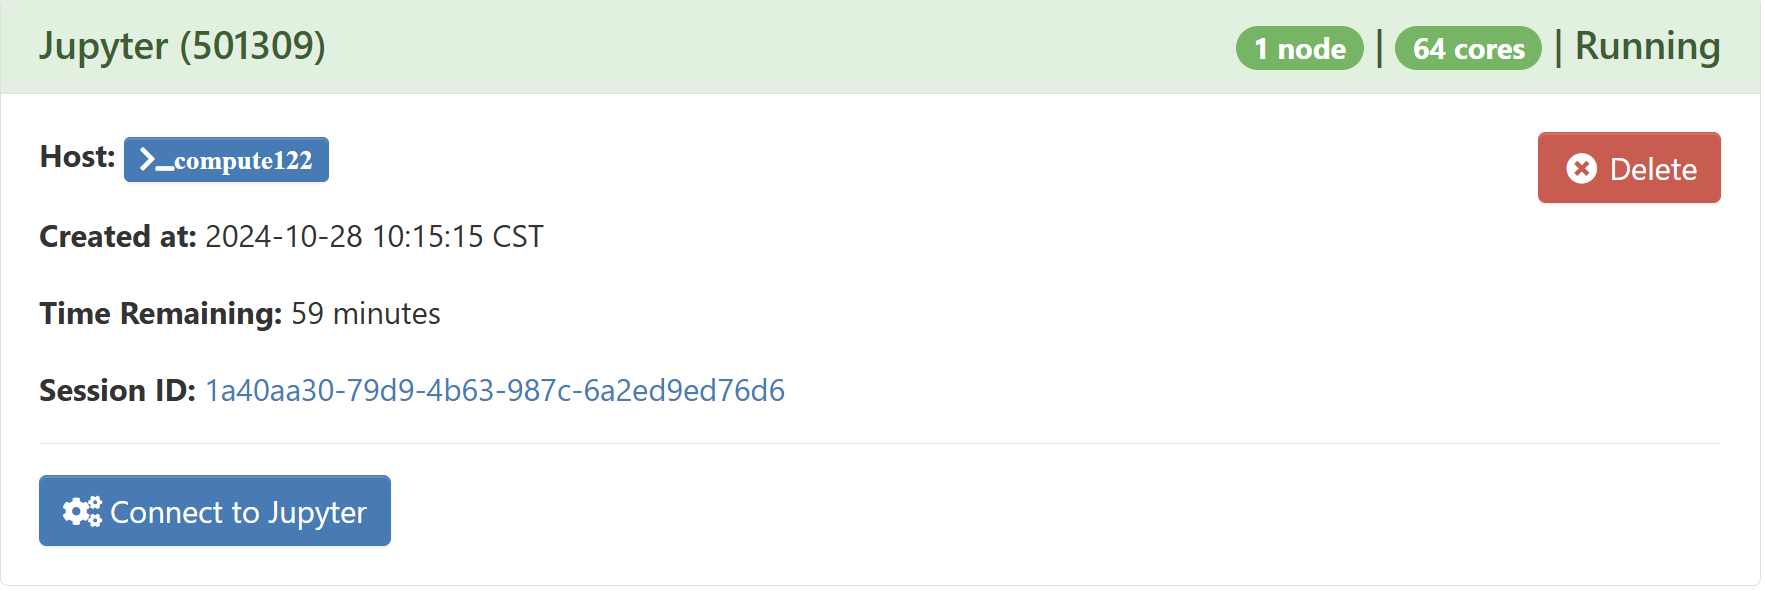 Jupyter (501309) 1 node | 64 cores | Running
Host: >_compute122 Delete
Created at: 2024-10-28 10:15:15 CST
Time Remaining: 59 minutes
Session ID: 1a40aa30-79d9-4b63-987c-6a2ed9ed76d6
Connect to Jupyter